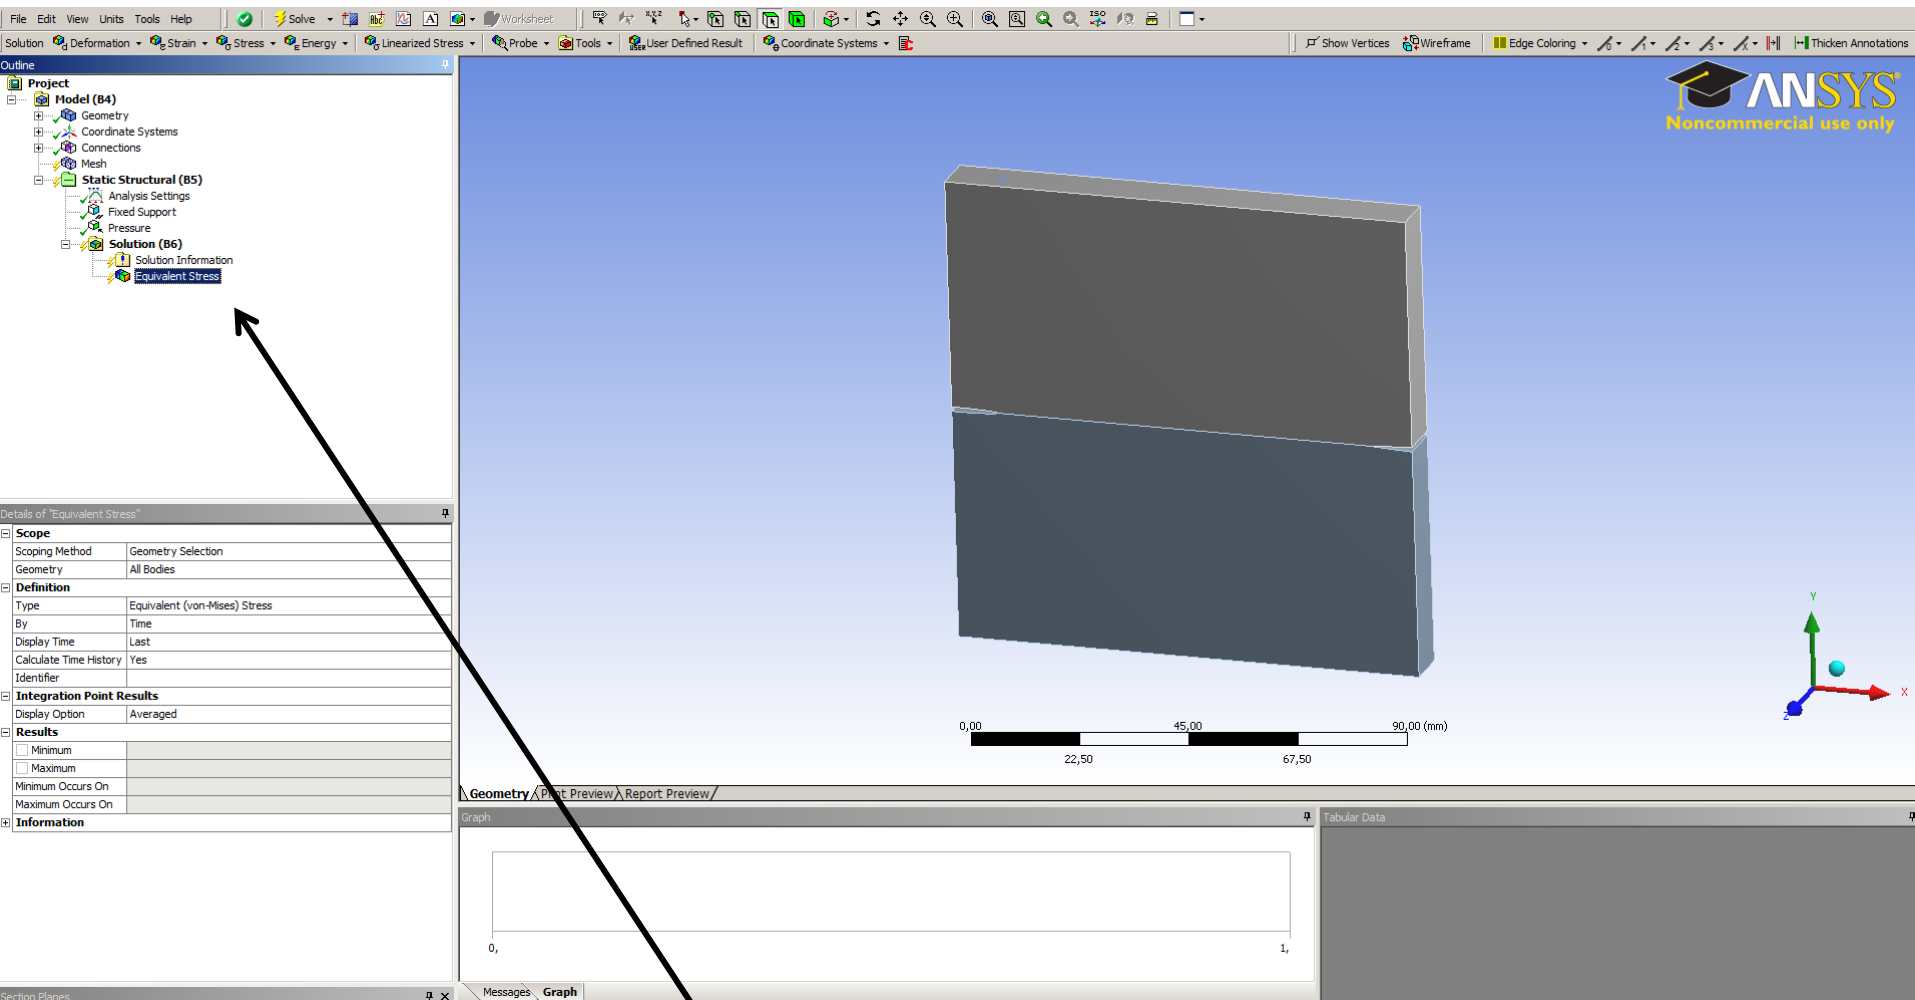 File Edit View Units Tools Help Solve Worksheet
Solution Deformation Strain Stress Energy Linearized Stress Probe Tools User Defined Result Coordinate Systems Show Vertices Wireframe Edge Coloring Thicken Annotations
Outline
Project
Model (B4)
Geometry
Coordinate Systems
Connections
Mesh
Static Structural (B5)
Analysis Settings
Fixed Support
Pressure
Solution (B6)
Solution Information
Equivalent Stress
ANSYS
Noncommercial use only
Details of "Equivalent Stress"
Scope
Scoping Method Geometry Selection
Geometry All Bodies
Definition
Type Equivalent (von-Mises) Stress
By Time
Display Time Last
Calculate Time History Yes
Identifier
Integration Point Results
Display Option Averaged
Results
Minimum
Maximum
Minimum Occurs On
Maximum Occurs On
Information
Y
X
Z
0,00 45,00 90,00 (mm)
22,50 67,50
Geometry Print Preview Report Preview
Graph
Tabular Data
0, 1,
Messages Graph
Section Planes